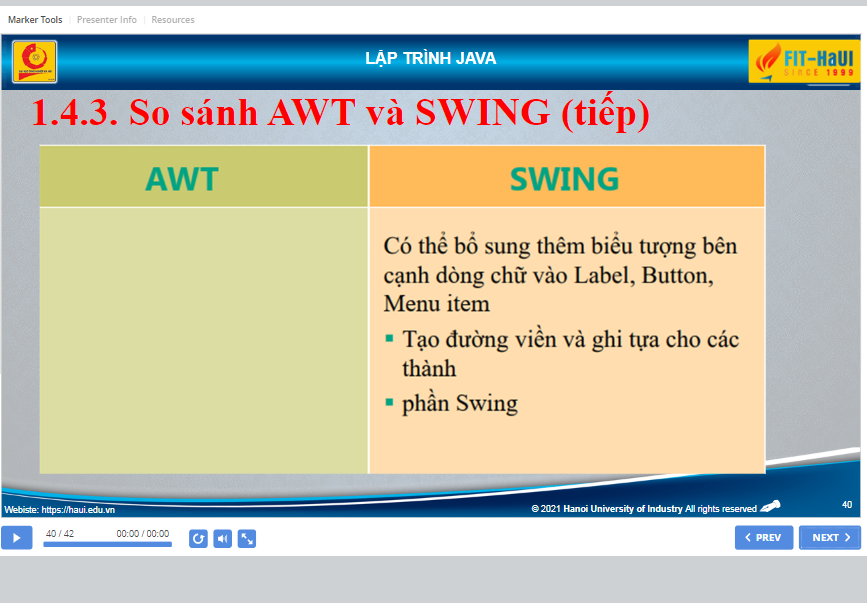 Marker Tools | Presenter Info | Resources
LẬP TRÌNH JAVA
FIT-HaUI
SINCE 1999
1.4.3. So sánh AWT và SWING (tiếp)
AWT
SWING
Có thể bổ sung thêm biểu tượng bên
cạnh dòng chữ vào Label, Button,
Menu item
▪ Tạo đường viền và ghi tựa cho các
thành
▪ phần Swing
Webiste: https://haui.edu.vn
© 2021 Hanoi University of Industry All rights reserved
40
40 / 42
00:00 / 00:00
PREV
NEXT